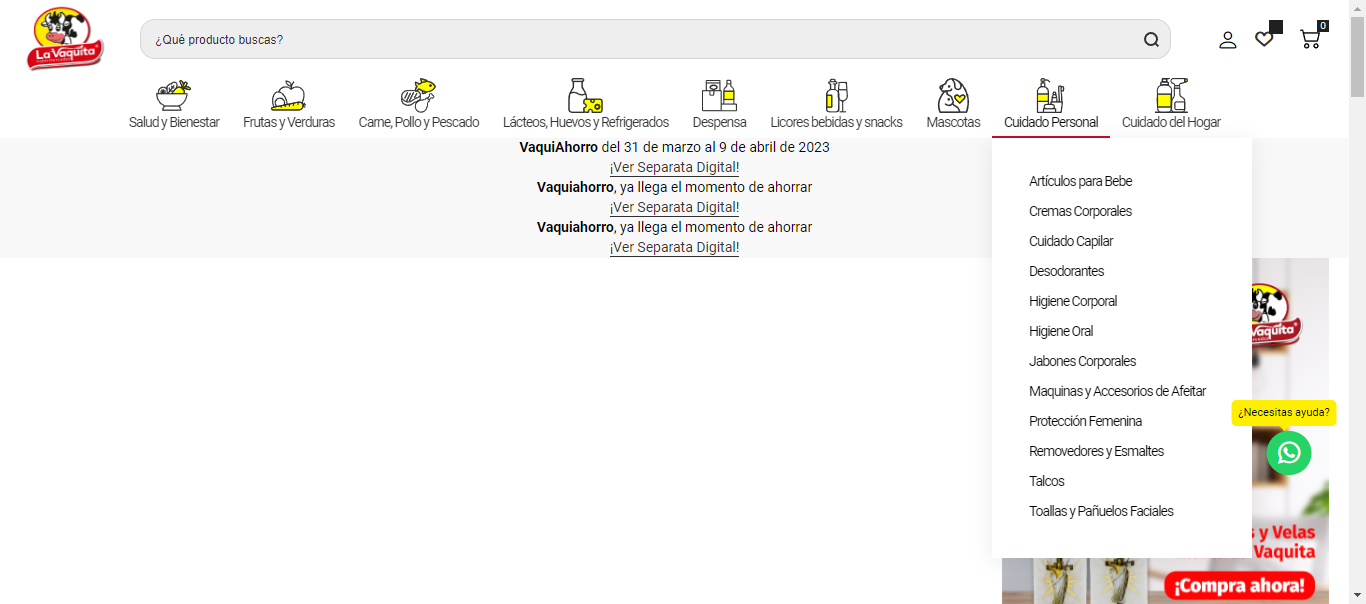 La Vaquita
¿Qué producto buscas?
0
Salud y Bienestar
Frutas y Verduras
Carne, Pollo y Pescado
Lácteos, Huevos y Refrigerados
Despensa
Licores bebidas y snacks
Mascotas
Cuidado Personal
Cuidado del Hogar
VaquiAhorro del 31 de marzo al 9 de abril de 2023
¡Ver Separata Digital!
Vaquiahorro, ya llega el momento de ahorrar
¡Ver Separata Digital!
Vaquiahorro, ya llega el momento de ahorrar
¡Ver Separata Digital!
Artículos para Bebe
Cremas Corporales
Cuidado Capilar
Desodorantes
Higiene Corporal
Higiene Oral
Jabones Corporales
Maquinas y Accesorios de Afeitar
Protección Femenina
Removedores y Esmaltes
Talcos
Toallas y Pañuelos Faciales
Vaquita
¿Necesitas ayuda?
s y Velas
Vaquita
¡Compra ahora!